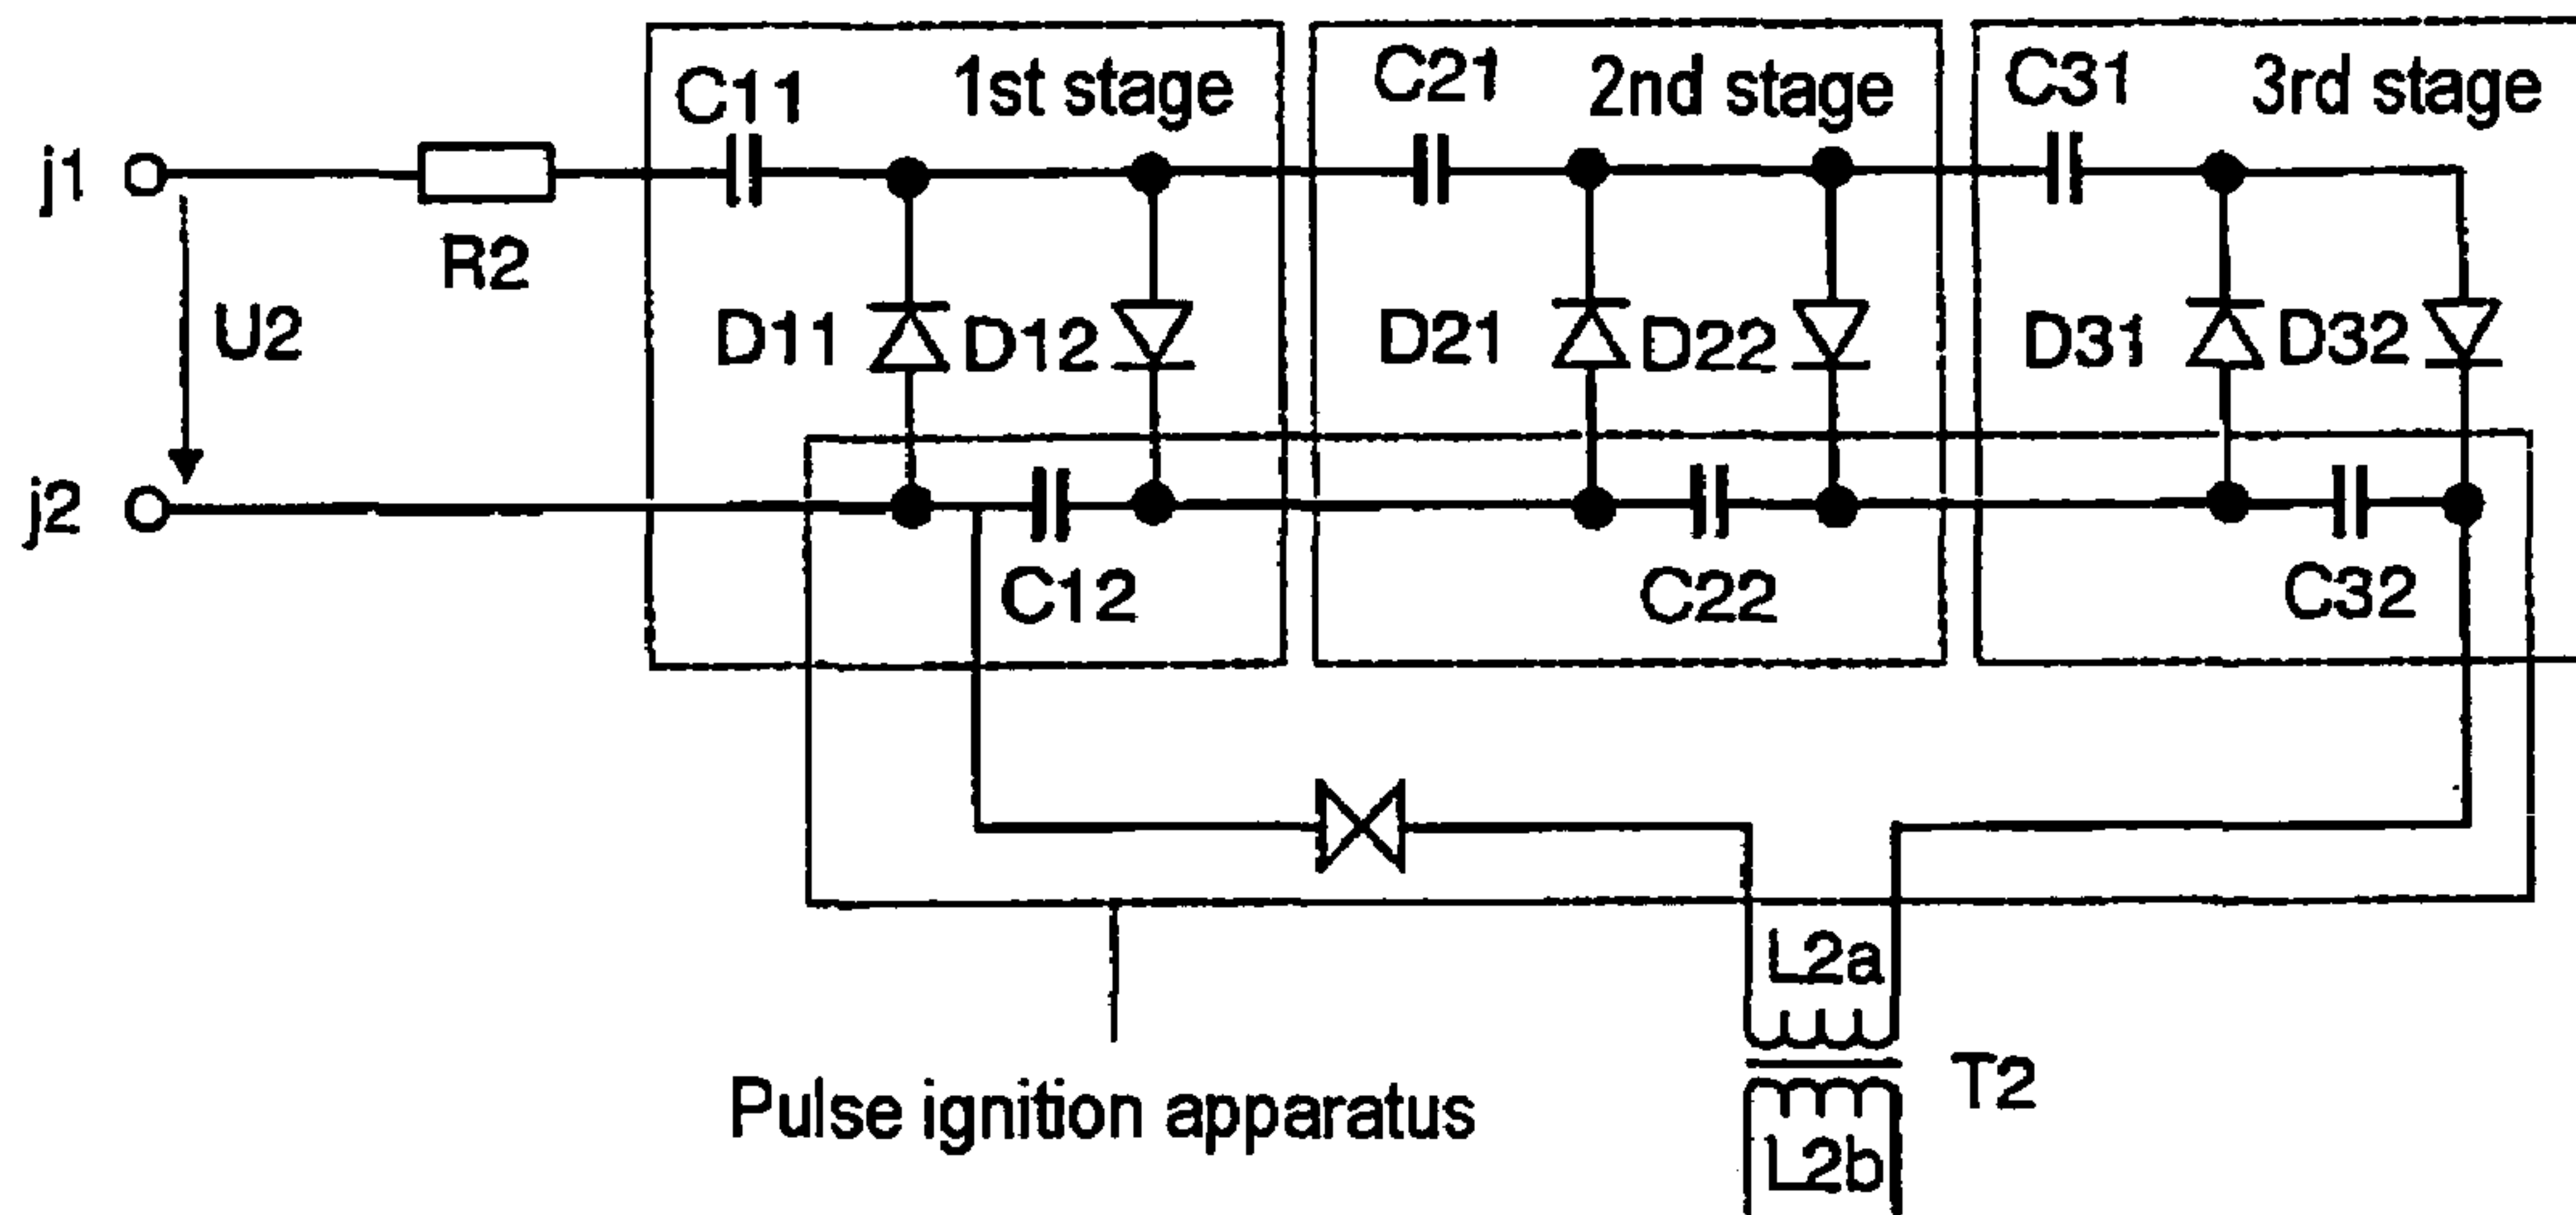 C11
1st stage
C21
2nd stage
C31
3rd stage
j1
R2
U2
D11
D12
D21
D22
D31
D32
j2
C12
C22
C32
L2a
T2
Pulse ignition apparatus
L2b